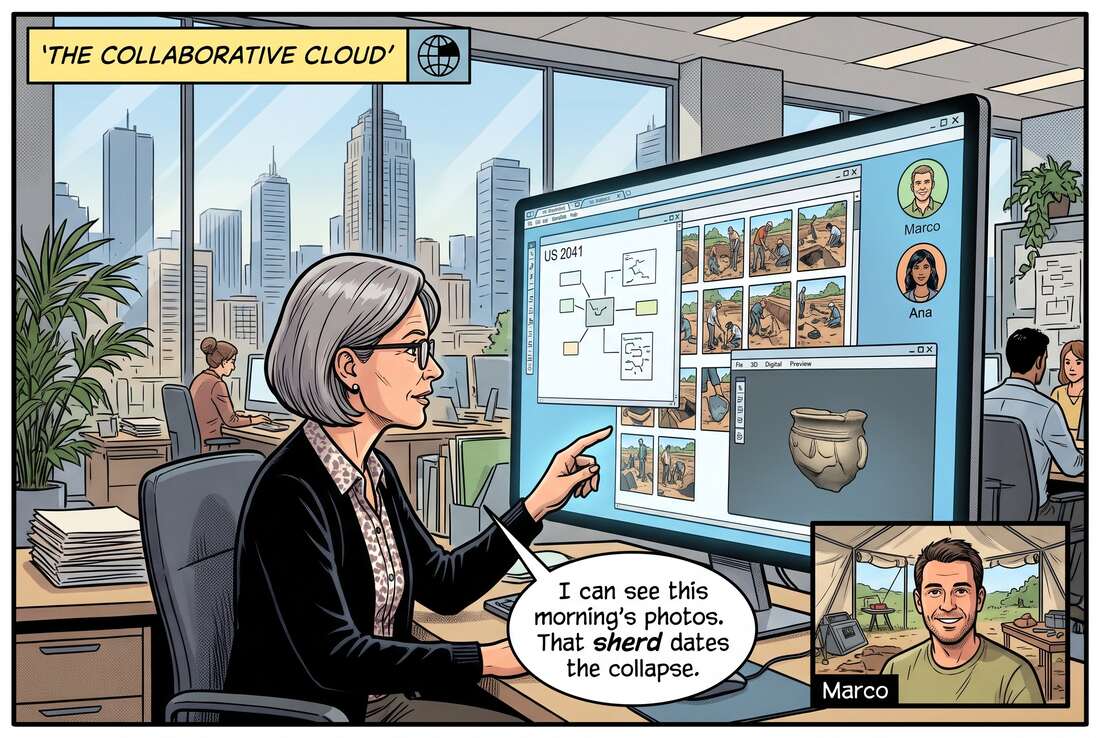 'THE COLLABORATIVE CLOUD'
US 2041
Marco
Ana
File 3D Digital Preview
I can see this
morning's photos.
That sherd dates
the collapse.
Marco